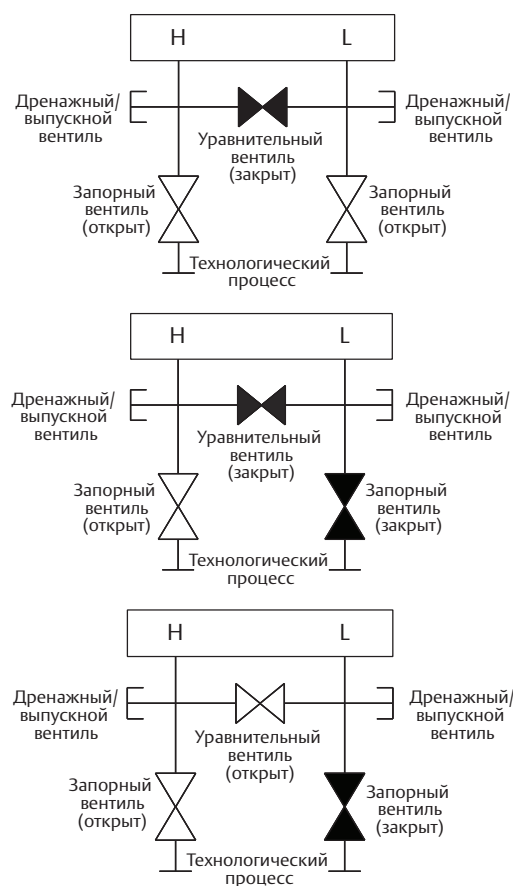 H L
Дренажный/
выпускной
вентиль
Уравнительный
вентиль
(закрыт)
Дренажный/
выпускной
вентиль
Запорный
вентиль
(открыт)
Запорный
вентиль
(открыт)
Технологический
процесс
H L
Дренажный/
выпускной
вентиль
Уравнительный
вентиль
(закрыт)
Дренажный/
выпускной
вентиль
Запорный
вентиль
(открыт)
Запорный
вентиль
(закрыт)
Технологический
процесс
H L
Дренажный/
выпускной
вентиль
Уравнительный
вентиль
(открыт)
Дренажный/
выпускной
вентиль
Запорный
вентиль
(открыт)
Запорный
вентиль
(закрыт)
Технологический
процесс